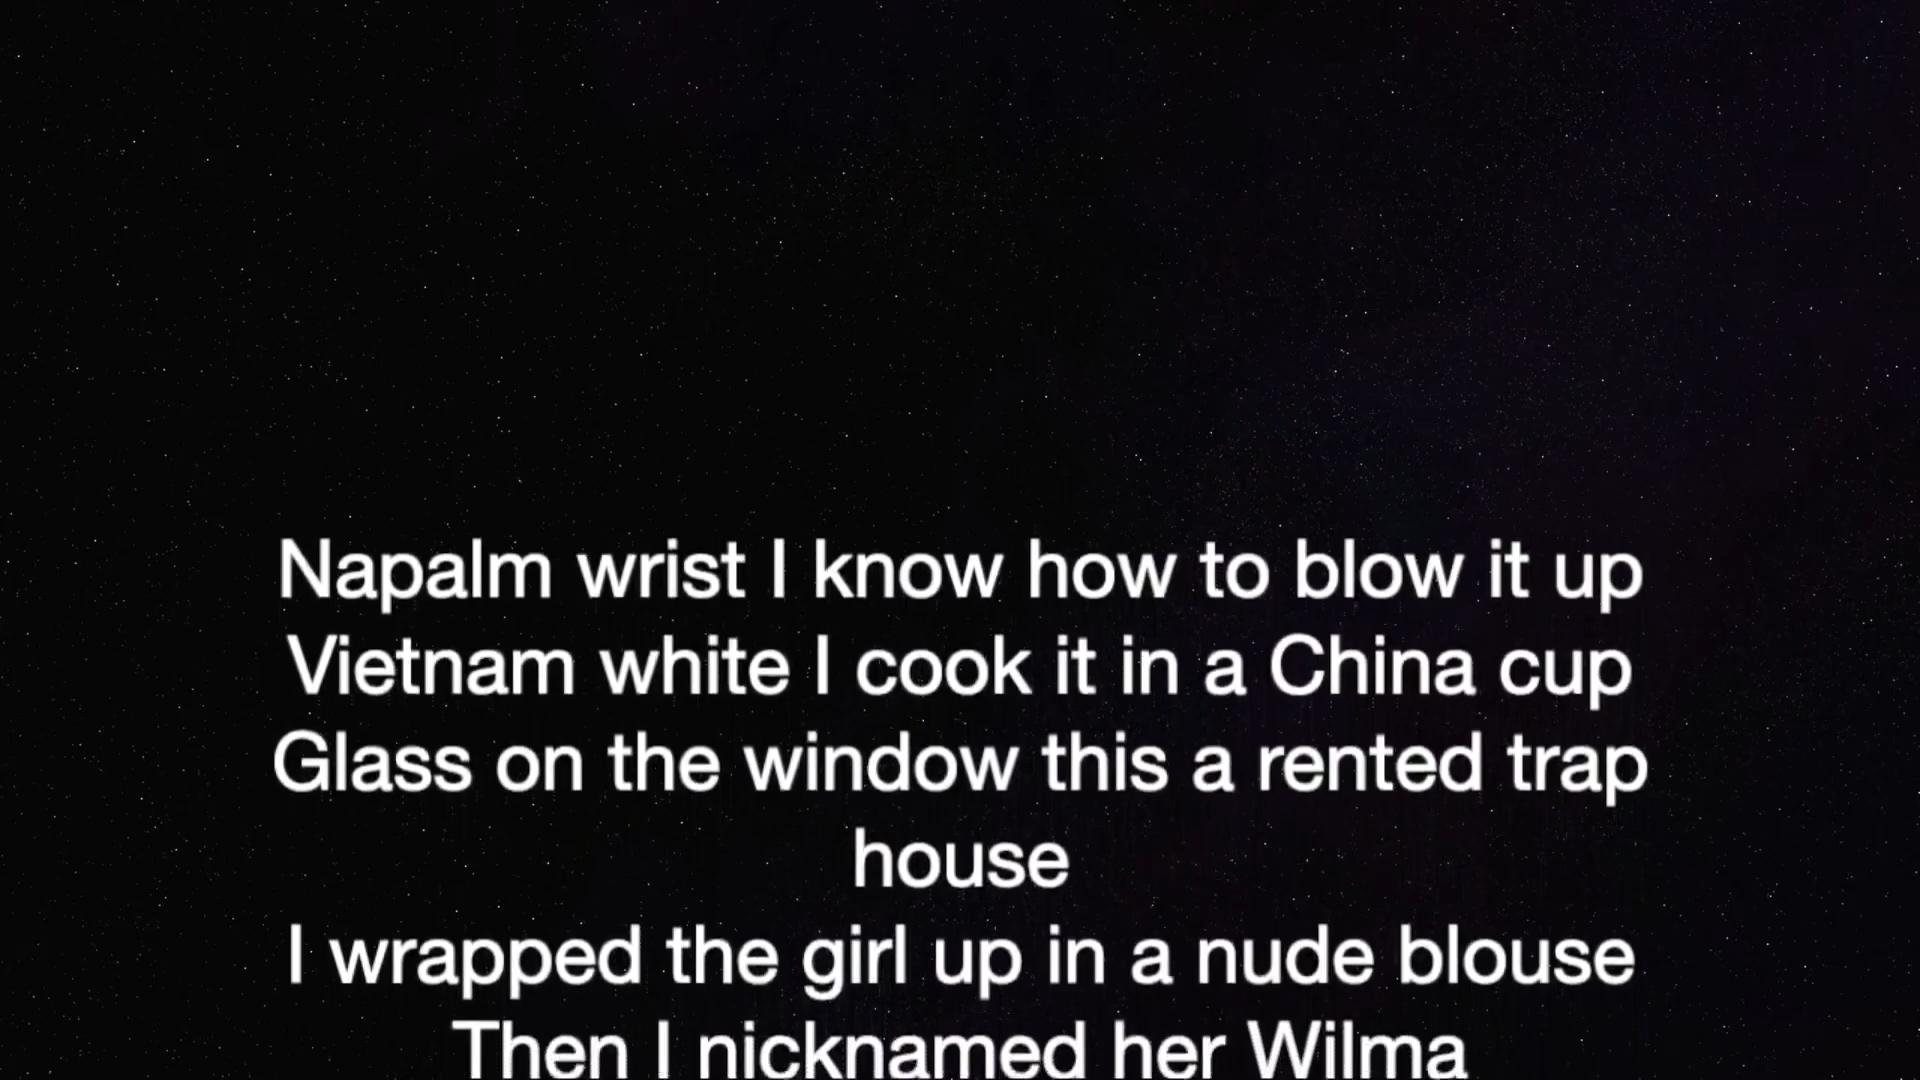 Napalm wrist I know how to blow it up
Vietnam white I cook it in a China cup
Glass on the window this a rented trap
house
I wrapped the girl up in a nude blouse
Then I nicknamed her Wilma